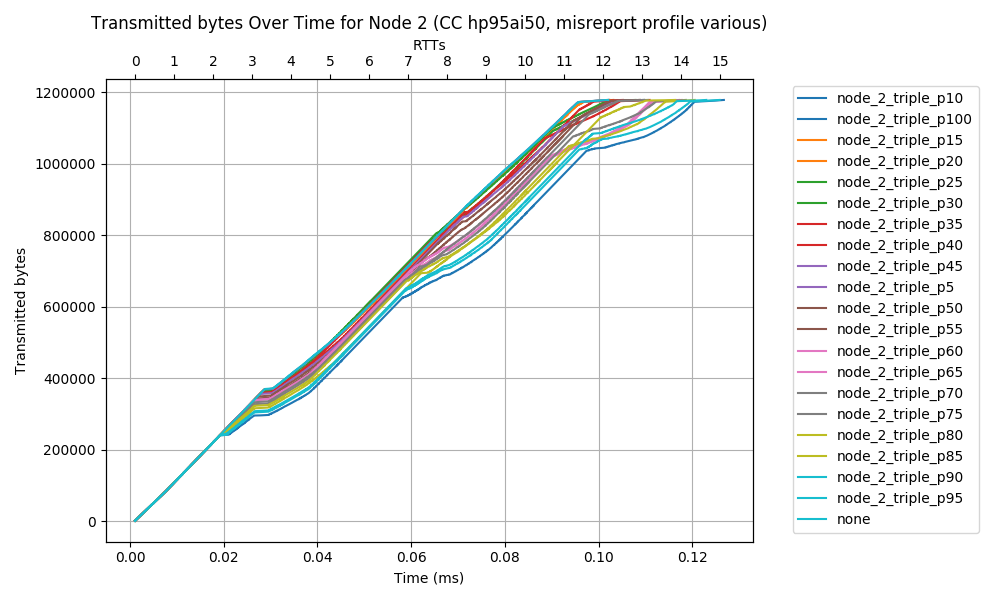 Transmitted bytes Over Time for Node 2 (CC hp95ai50, misreport profile various)
RTTs
0 1 2 3 4 5 6 7 8 9 10 11 12 13 14 15
1200000
1000000
800000
600000
400000
200000
0
Transmitted bytes
0.00 0.02 0.04 0.06 0.08 0.10 0.12
Time (ms)
node_2_triple_p10
node_2_triple_p100
node_2_triple_p15
node_2_triple_p20
node_2_triple_p25
node_2_triple_p30
node_2_triple_p35
node_2_triple_p40
node_2_triple_p45
node_2_triple_p5
node_2_triple_p50
node_2_triple_p55
node_2_triple_p60
node_2_triple_p65
node_2_triple_p70
node_2_triple_p75
node_2_triple_p80
node_2_triple_p85
node_2_triple_p90
node_2_triple_p95
none